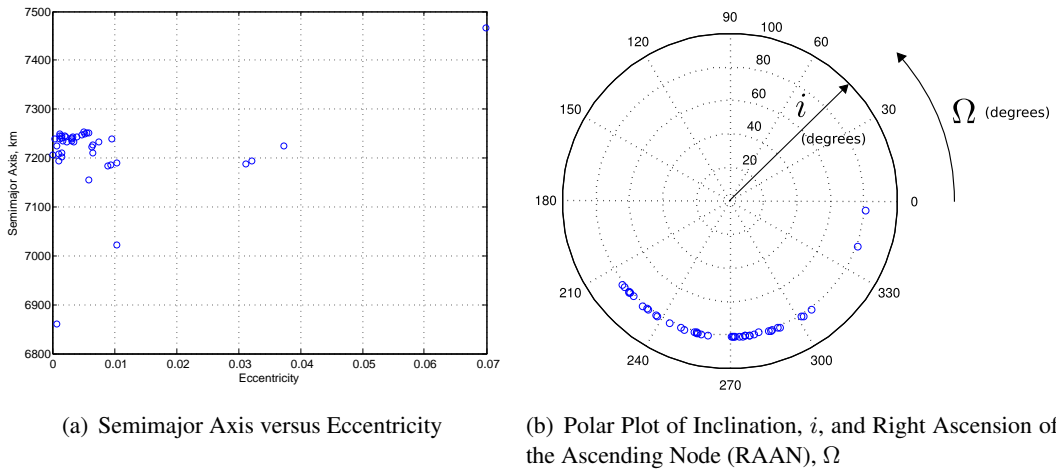 7500
7400
7300
7200
7100
7000
6900
6800
Semimajor Axis, km
0 0.01 0.02 0.03 0.04 0.05 0.06 0.07
Eccentricity
90
120 100 60
80
60
150 40 30
20
i
(degrees)
180 0
Ω (degrees)
210 330
240 300
270
(a) Semimajor Axis versus Eccentricity
(b) Polar Plot of Inclination, i, and Right Ascension of
the Ascending Node (RAAN), Ω